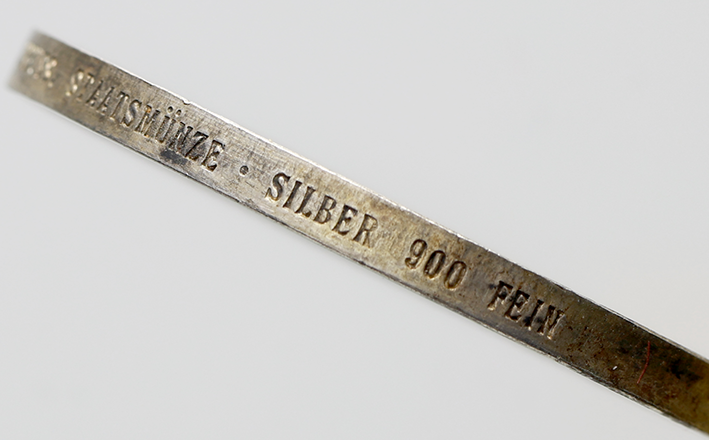 STAATSMÜNZE · SILBER 900 FEIN